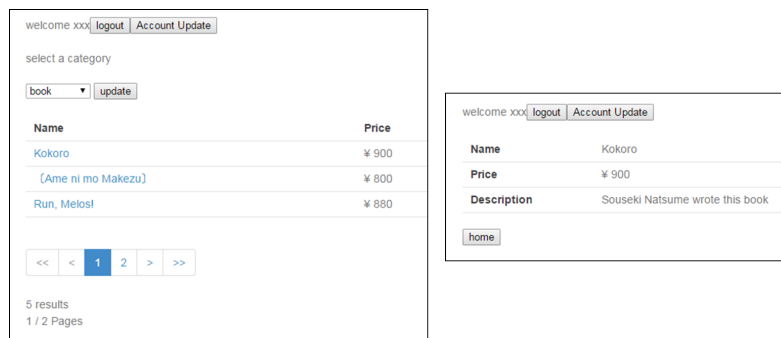 welcome xxx logout Account Update
select a category
book ▼ update
Name Price
Kokoro ¥ 900
〔Ame ni mo Makezu〕 ¥ 800
Run, Melos! ¥ 880
<< < 1 2 > >>
5 results
1 / 2 Pages
welcome xxx logout Account Update
Name Kokoro
Price ¥ 900
Description Souseki Natsume wrote this book
home